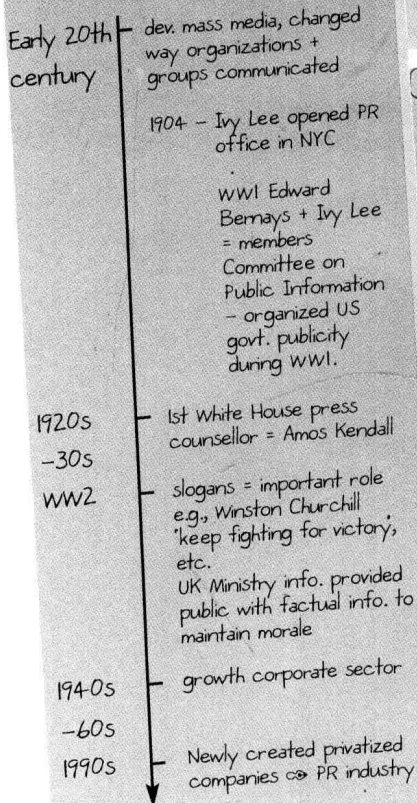 Early 20th
century
dev. mass media, changed
way organizations +
groups communicated
1904 – Ivy Lee opened PR
office in NYC
WWI Edward
Bernays + Ivy Lee
= members
Committee on
Public Information
– organized US
govt. publicity
during WWI.
1920s
-30s
1st White House press
counsellor = Amos Kendall
WW2
slogans = important role
e.g., Winston Churchill
'keep fighting for victory',
etc.
UK Ministry info. provided
public with factual info. to
maintain morale
1940s
-60s
growth corporate sector
1990s
Newly created privatized
companies PR industry